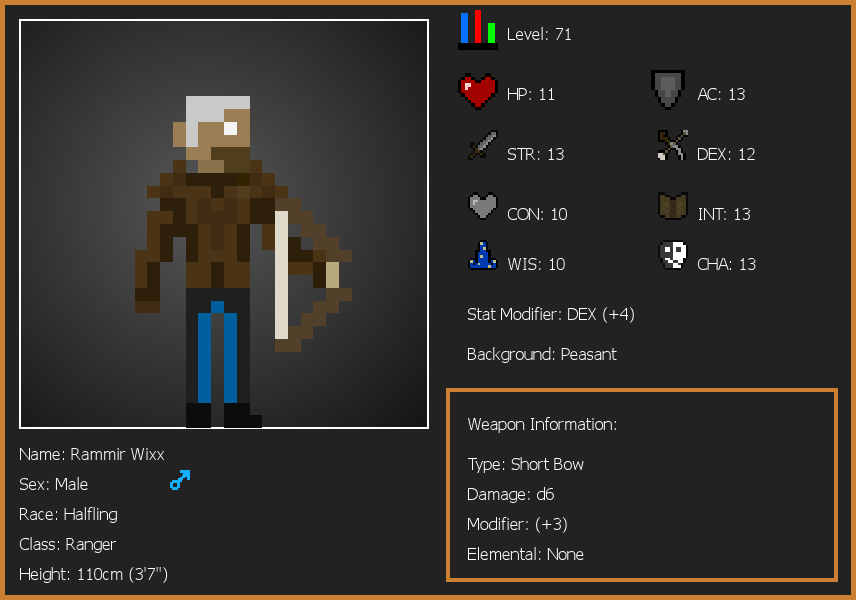 Level: 71
HP: 11
AC: 13
STR: 13
DEX: 12
CON: 10
INT: 13
WIS: 10
CHA: 13
Stat Modifier: DEX (+4)
Background: Peasant
Weapon Information:
Type: Short Bow
Damage: d6
Modifier: (+3)
Elemental: None
Name: Rammir Wixx
Sex: Male
Race: Halfling
Class: Ranger
Height: 110cm (3'7")